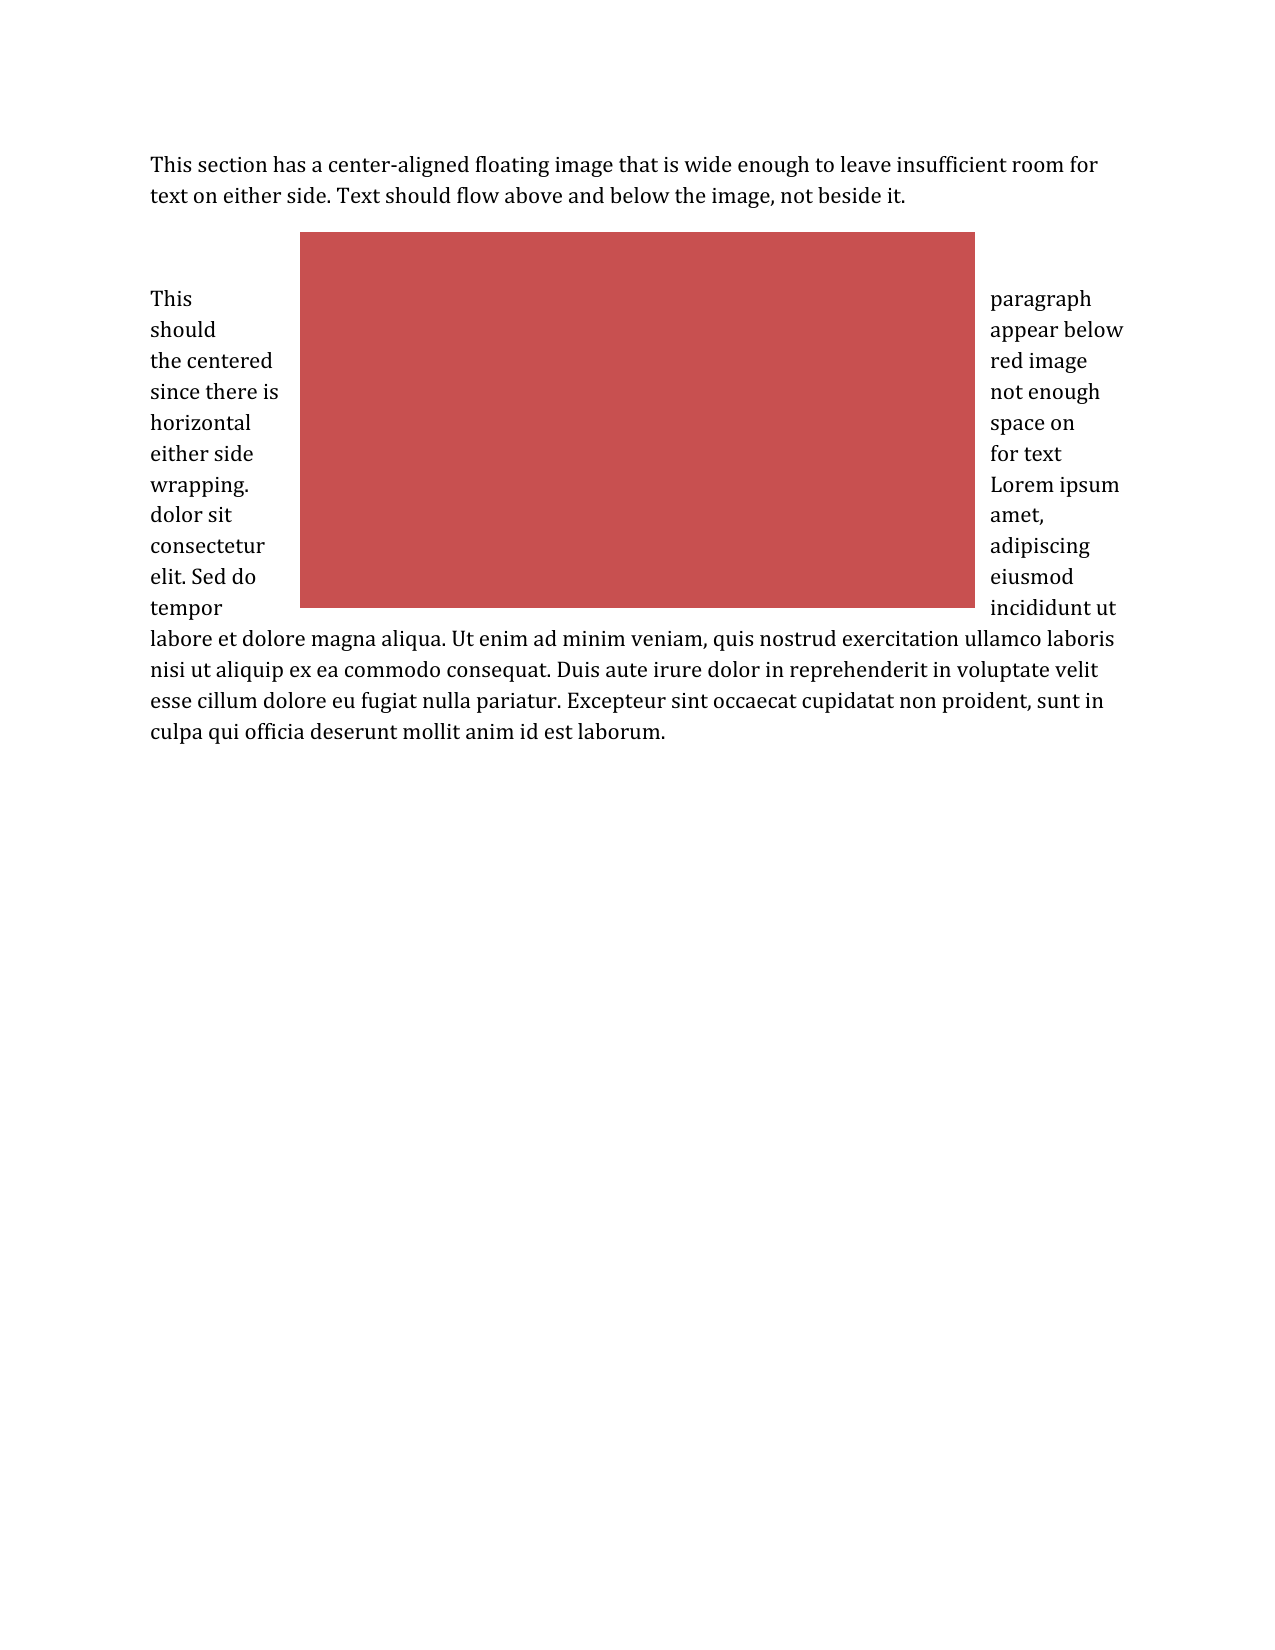 This section has a center-aligned floating image that is wide enough to leave insufficient room for
text on either side. Text should flow above and below the image, not beside it.
This paragraph
should appear below
the centered red image
since there is not enough
horizontal space on
either side for text
wrapping. Lorem ipsum
dolor sit amet,
consectetur adipiscing
elit. Sed do eiusmod
tempor incididunt ut
labore et dolore magna aliqua. Ut enim ad minim veniam, quis nostrud exercitation ullamco laboris
nisi ut aliquip ex ea commodo consequat. Duis aute irure dolor in reprehenderit in voluptate velit
esse cillum dolore eu fugiat nulla pariatur. Excepteur sint occaecat cupidatat non proident, sunt in
culpa qui officia deserunt mollit anim id est laborum.